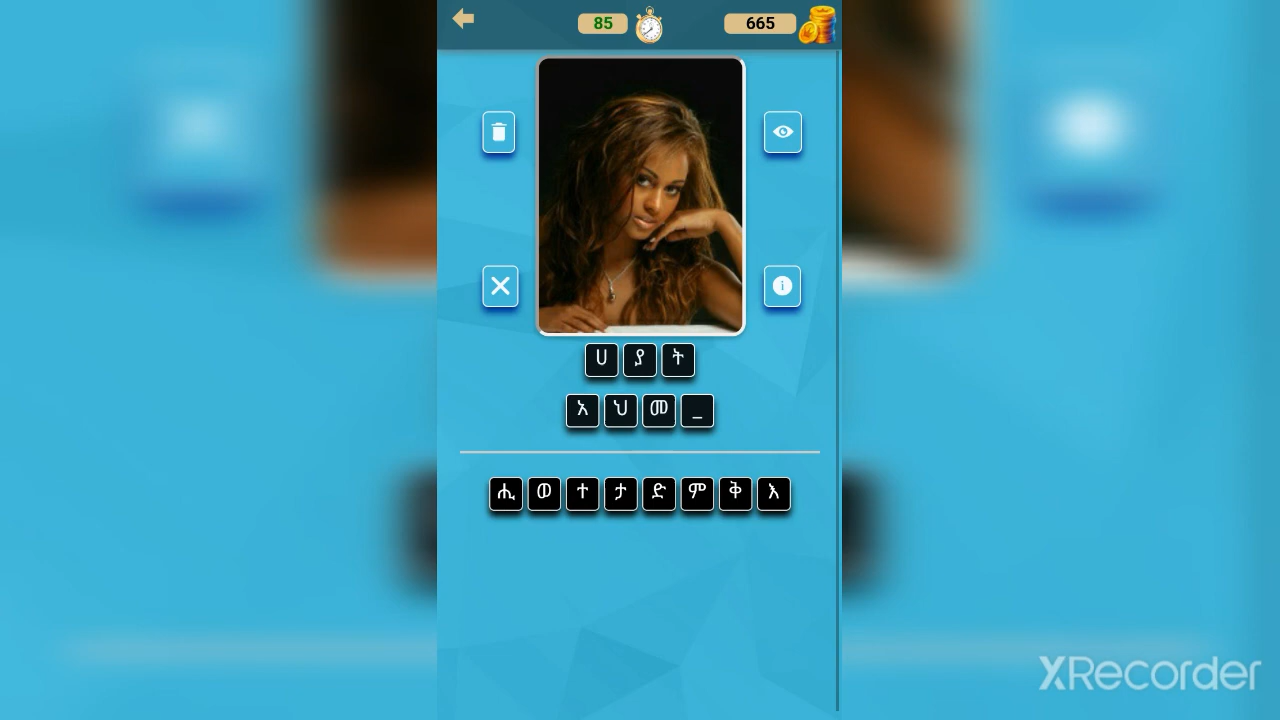 85
665
ሀ ያ ት
አ ህ መ _
ሒ ወ ተ ታ ድ ም ቅ እ
XRecorder